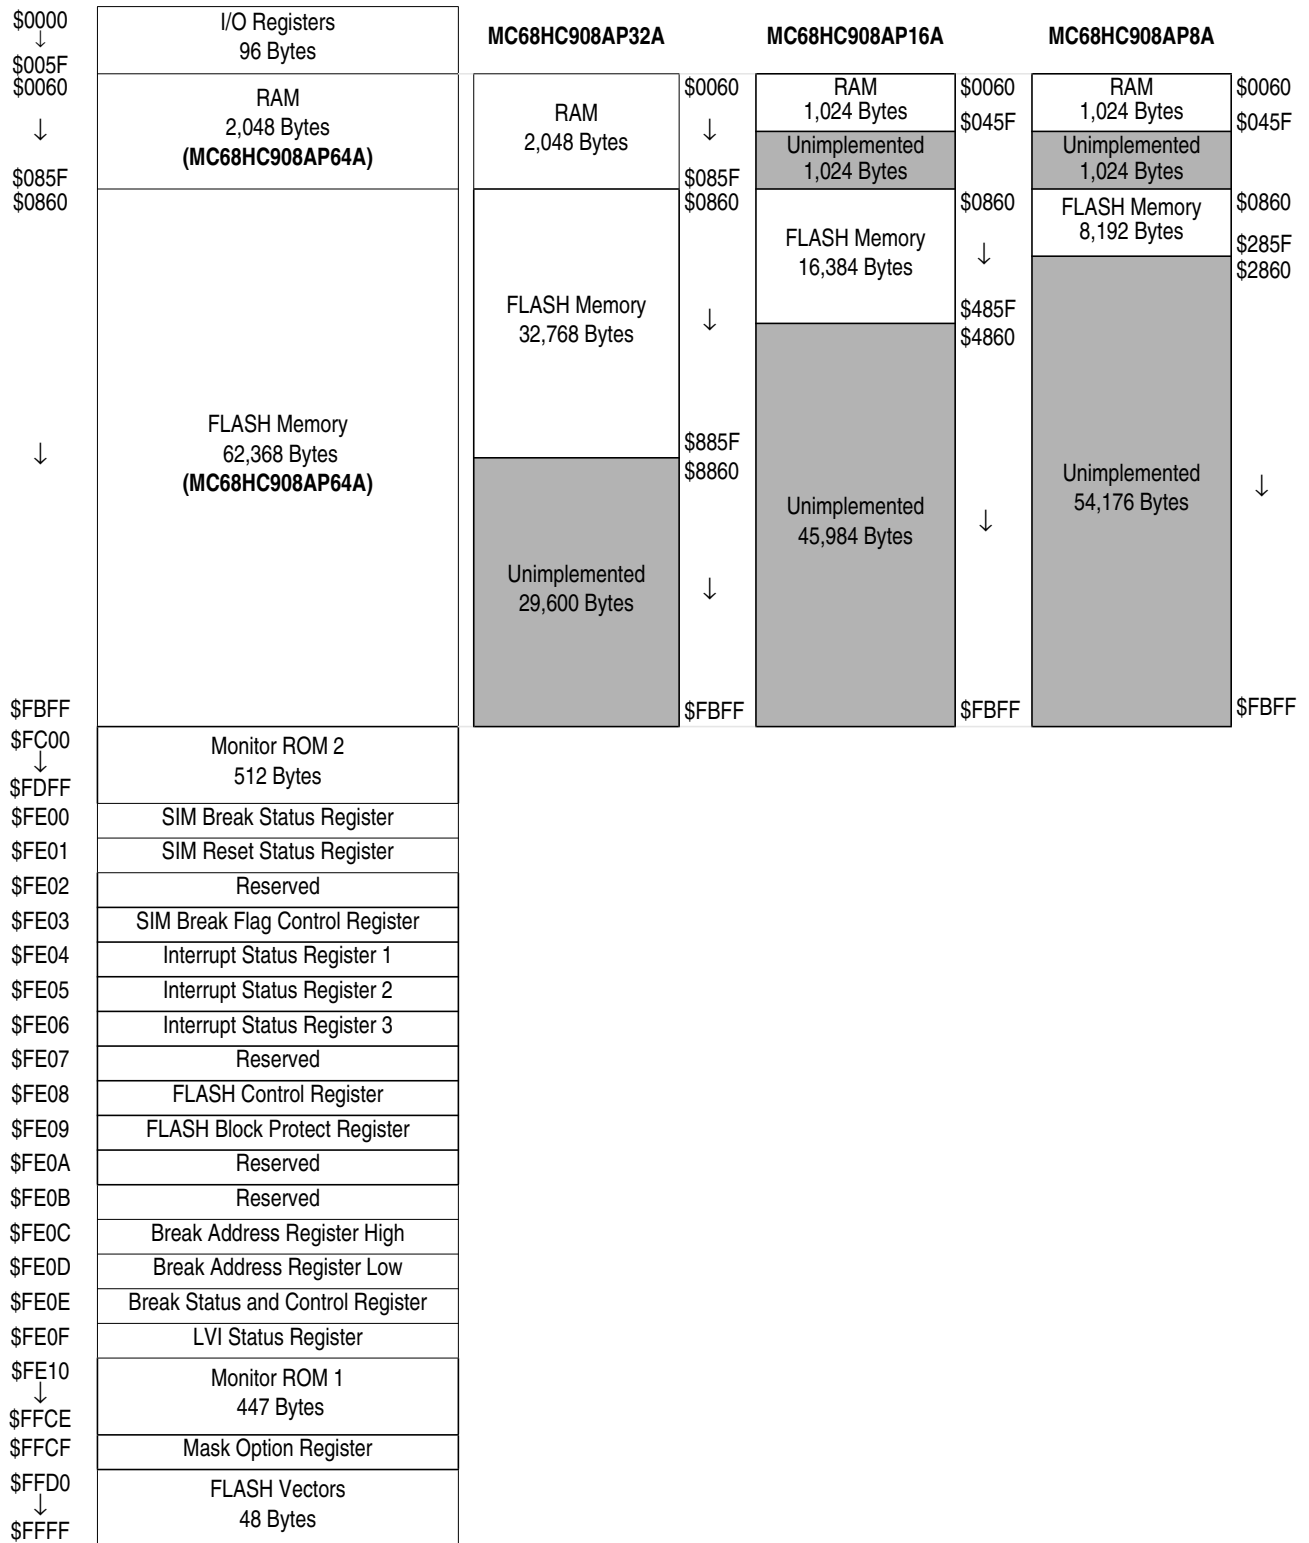 $0000
↓
$005F
I/O Registers
96 Bytes
$0060
↓
$085F
RAM
2,048 Bytes
(MC68HC908AP64A)
$0860
↓
$FBFF
FLASH Memory
62,368 Bytes
(MC68HC908AP64A)
MC68HC908AP32A
RAM
2,048 Bytes
$0060
↓
$085F
FLASH Memory
32,768 Bytes
$0860
↓
$885F
Unimplemented
29,600 Bytes
$8860
↓
$FBFF
MC68HC908AP16A
RAM
1,024 Bytes
$0060
$045F
Unimplemented
1,024 Bytes
FLASH Memory
16,384 Bytes
$0860
↓
$485F
Unimplemented
45,984 Bytes
$4860
↓
$FBFF
MC68HC908AP8A
RAM
1,024 Bytes
$0060
$045F
Unimplemented
1,024 Bytes
FLASH Memory
8,192 Bytes
$0860
$285F
Unimplemented
54,176 Bytes
$2860
↓
$FBFF
$FC00
↓
$FDFF
Monitor ROM 2
512 Bytes
$FE00 SIM Break Status Register
$FE01 SIM Reset Status Register
$FE02 Reserved
$FE03 SIM Break Flag Control Register
$FE04 Interrupt Status Register 1
$FE05 Interrupt Status Register 2
$FE06 Interrupt Status Register 3
$FE07 Reserved
$FE08 FLASH Control Register
$FE09 FLASH Block Protect Register
$FE0A Reserved
$FE0B Reserved
$FE0C Break Address Register High
$FE0D Break Address Register Low
$FE0E Break Status and Control Register
$FE0F LVI Status Register
$FE10
↓
$FFCE
Monitor ROM 1
447 Bytes
$FFCF Mask Option Register
$FFD0
↓
$FFFF
FLASH Vectors
48 Bytes